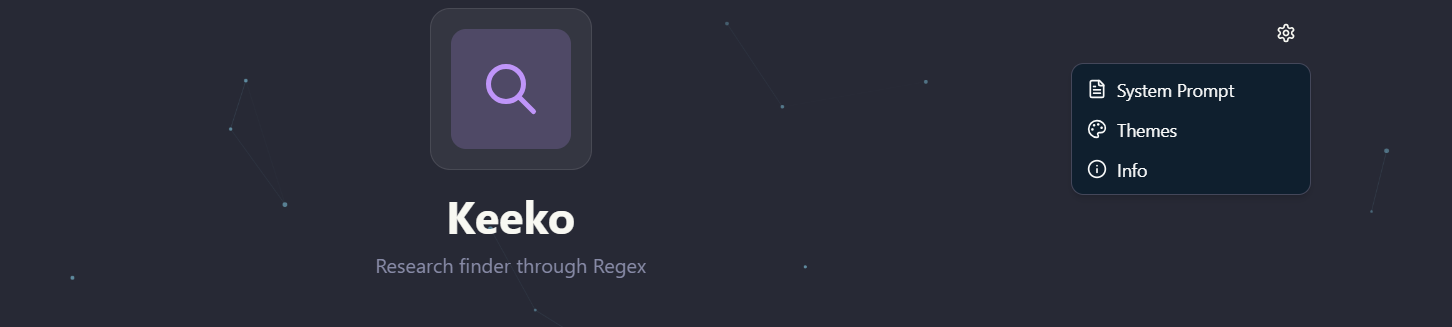 Keeko
Research finder through Regex
System Prompt
Themes
Info